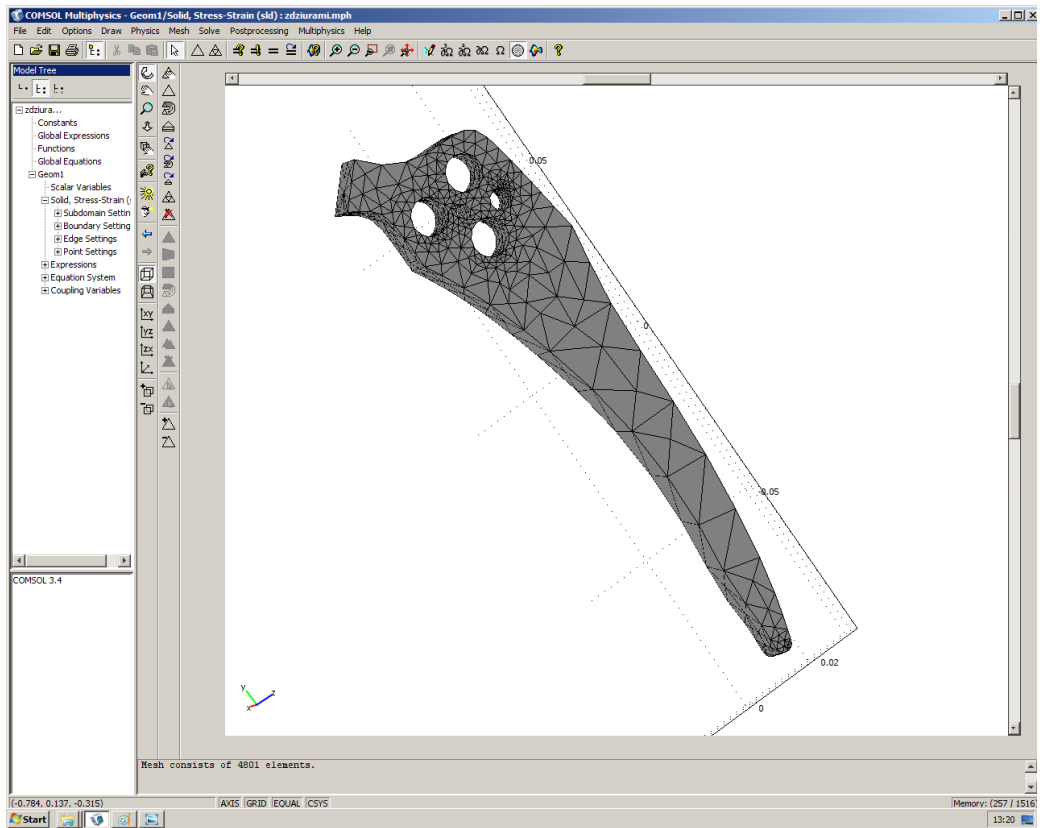 COMSOL Multiphysics - Geom1/Solid, Stress-Strain (sld) : zdziurami.mph
File Edit Options Draw Physics Mesh Solve Postprocessing Multiphysics Help
Model Tree
zdziura...
Constants
Global Expressions
Functions
Global Equations
Geom1
Scalar Variables
Solid, Stress-Strain (
Subdomain Settin
Boundary Setting
Edge Settings
Point Settings
Expressions
Equation System
Coupling Variables
xy
yz
zx
0.05
0
-0.05
0.02
0
y
z
x
COMSOL 3.4
Mesh consists of 4801 elements.
(-0.784, 0.137, -0.315)
AXIS GRID EQUAL CSYS
Memory: (257 / 1516)
Start
13:20